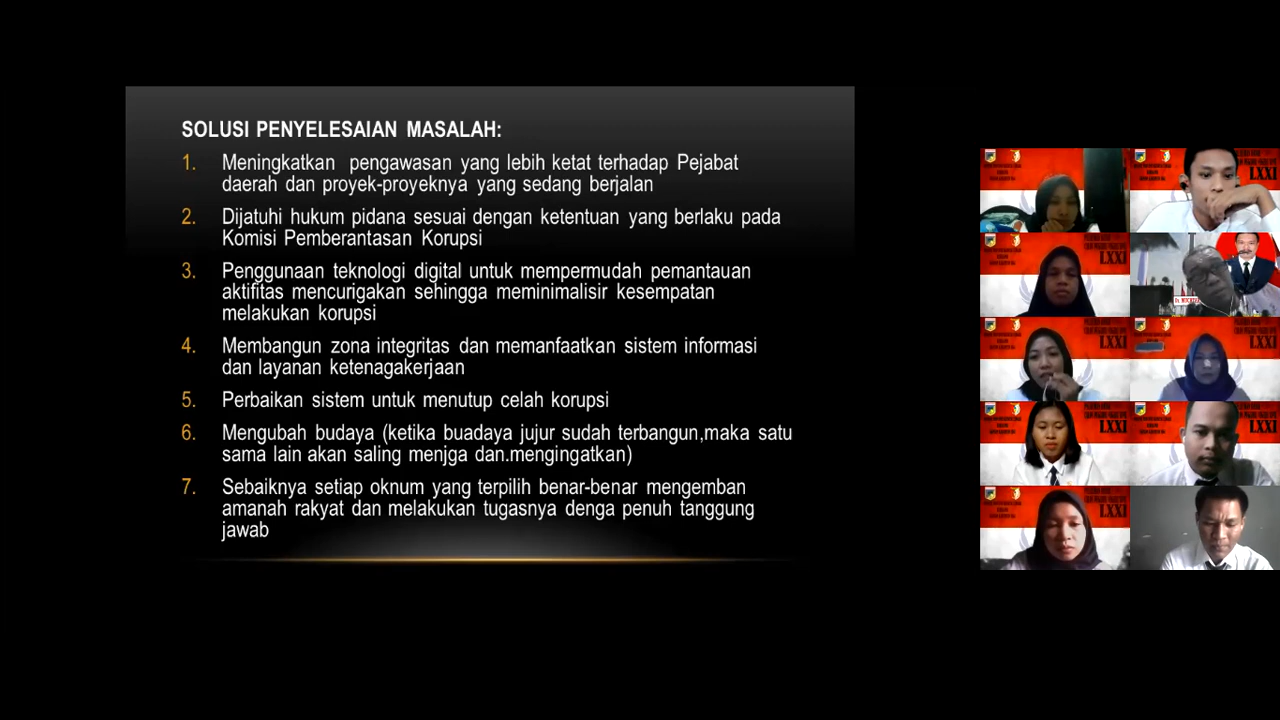 SOLUSI PENYELESAIAN MASALAH:
1. Meningkatkan pengawasan yang lebih ketat terhadap Pejabat
daerah dan proyek-proyeknya yang sedang berjalan
2. Dijatuhi hukum pidana sesuai dengan ketentuan yang berlaku pada
Komisi Pemberantasan Korupsi
3. Penggunaan teknologi digital untuk mempermudah pemantauan
aktifitas mencurigakan sehingga meminimalisir kesempatan
melakukan korupsi
4. Membangun zona integritas dan memanfaatkan sistem informasi
dan layanan ketenagakerjaan
5. Perbaikan sistem untuk menutup celah korupsi
6. Mengubah budaya (ketika buadaya jujur sudah terbangun,maka satu
sama lain akan saling menjga dan.mengingatkan)
7. Sebaiknya setiap oknum yang terpilih benar-benar mengemban
amanah rakyat dan melakukan tugasnya denga penuh tanggung
jawab
LXXI
LXXI
LXXI
LXXI
LXXI